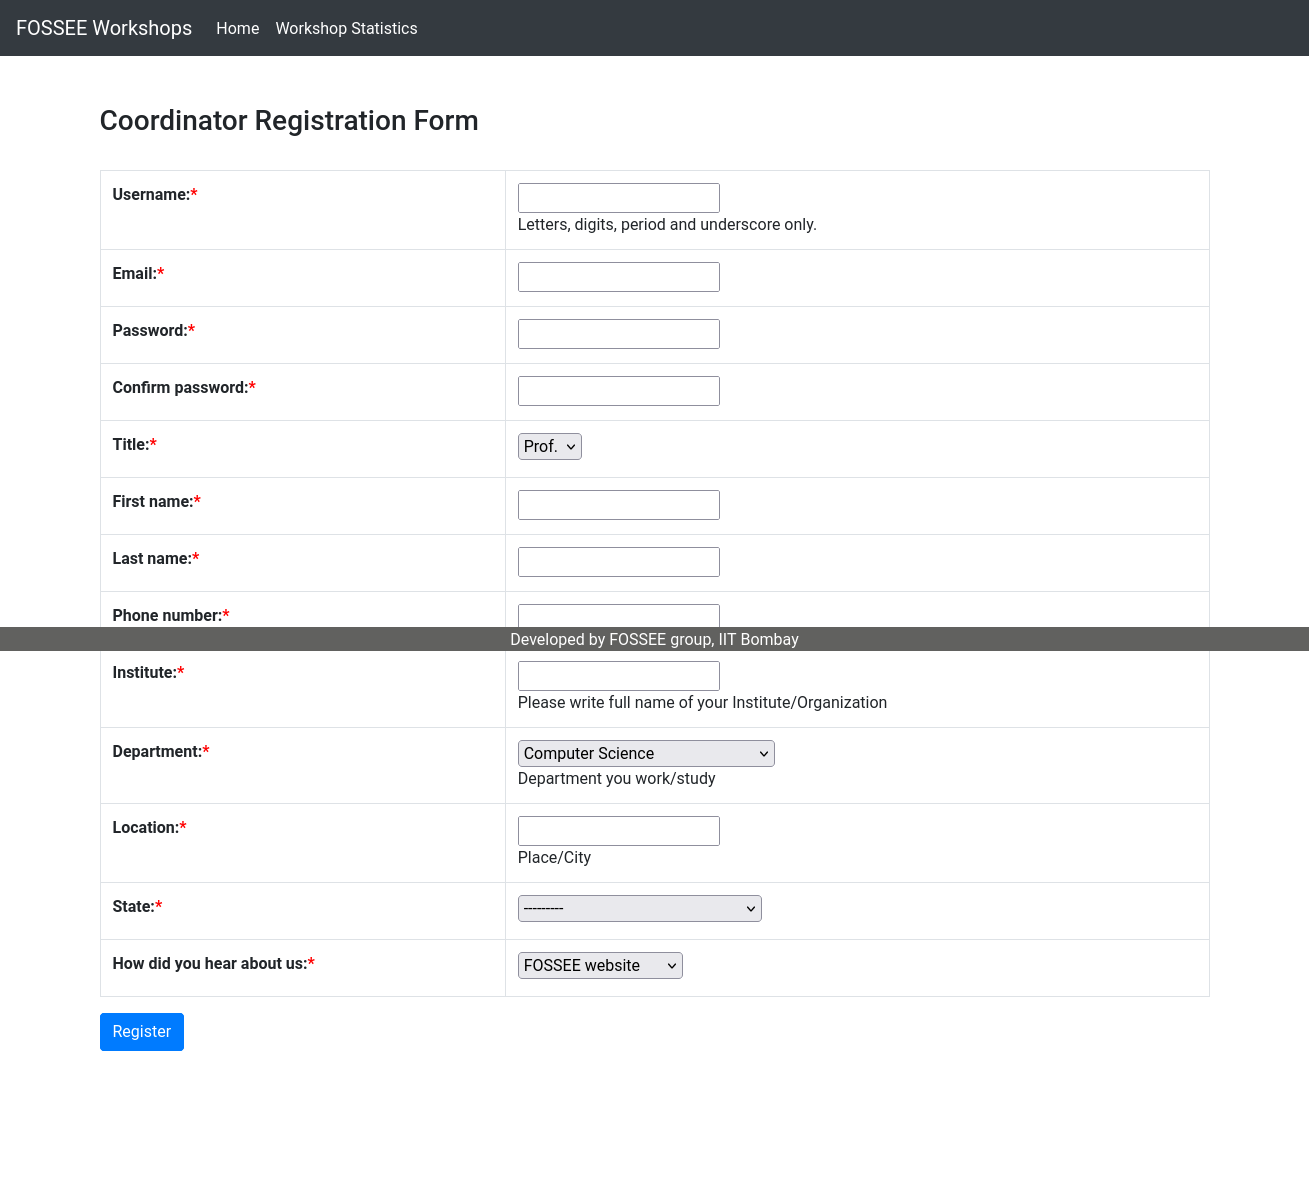 FOSSEE Workshops Home Workshop Statistics
Coordinator Registration Form
Username:*
Letters, digits, period and underscore only.
Email:*
Password:*
Confirm password:*
Title:* Prof.
First name:*
Last name:*
Phone number:*
Developed by FOSSEE group, IIT Bombay
Institute:*
Please write full name of your Institute/Organization
Department:* Computer Science
Department you work/study
Location:*
Place/City
State:* ---------
How did you hear about us:* FOSSEE website
Register